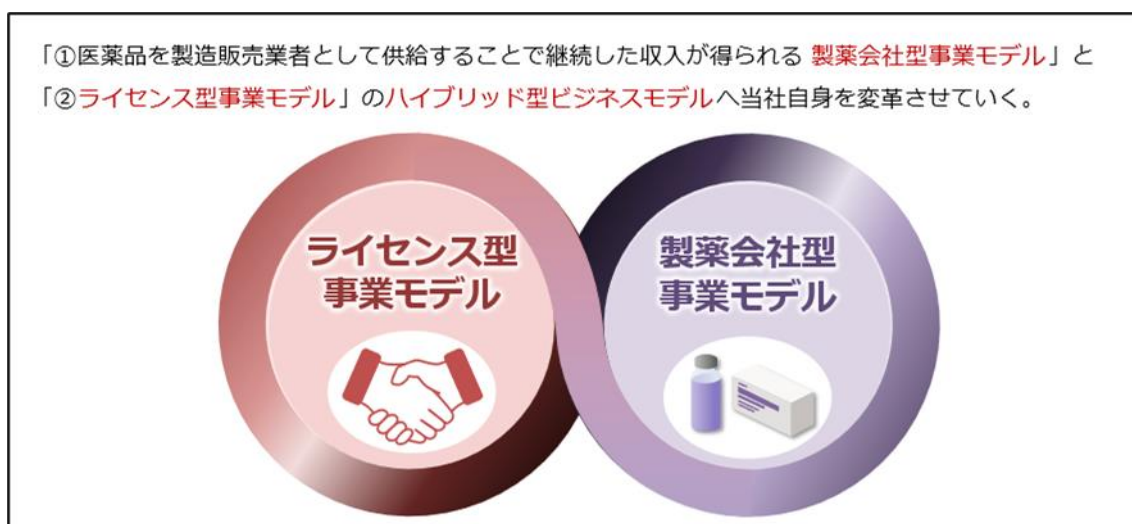 「①医薬品を製造販売業者として供給することで継続した収入が得られる 製薬会社型事業モデル」と
「②ライセンス型事業モデル」のハイブリッド型ビジネスモデルへ当社自身を変革させていく。
ライセンス型
事業モデル
製薬会社型
事業モデル